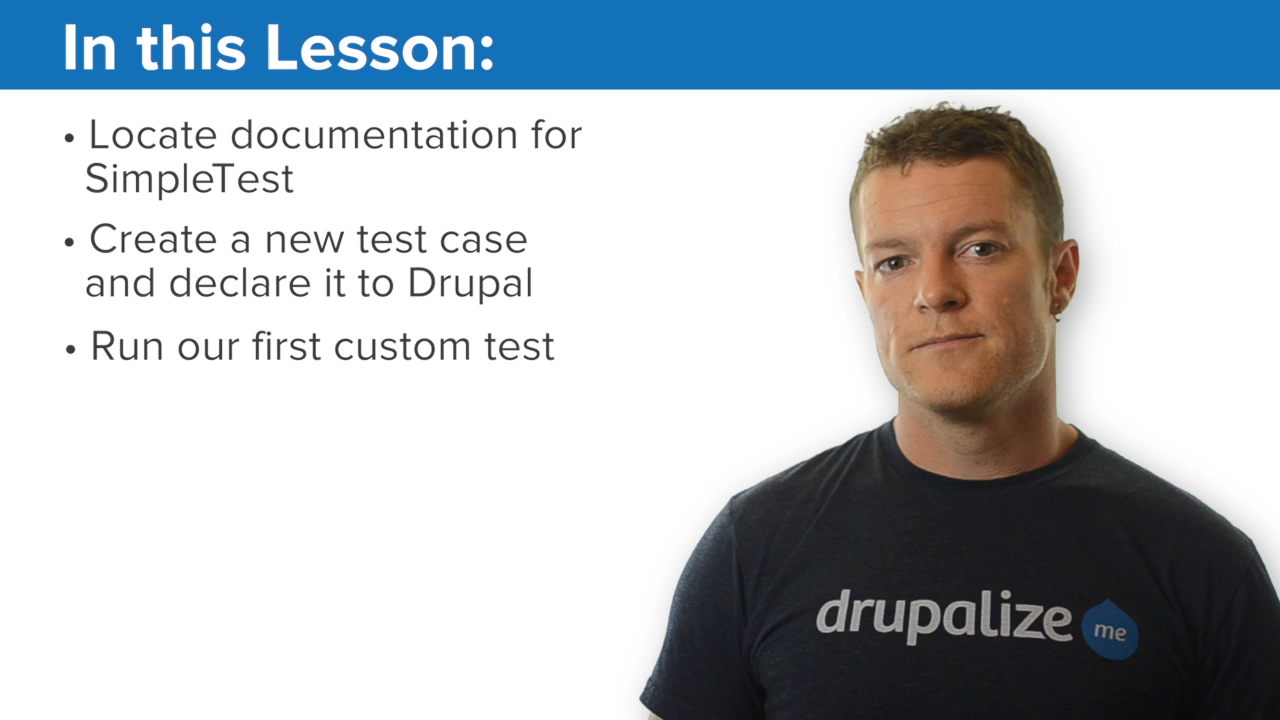 In this Lesson:
• Locate documentation for
SimpleTest
• Create a new test case
and declare it to Drupal
• Run our first custom test
drupalize me